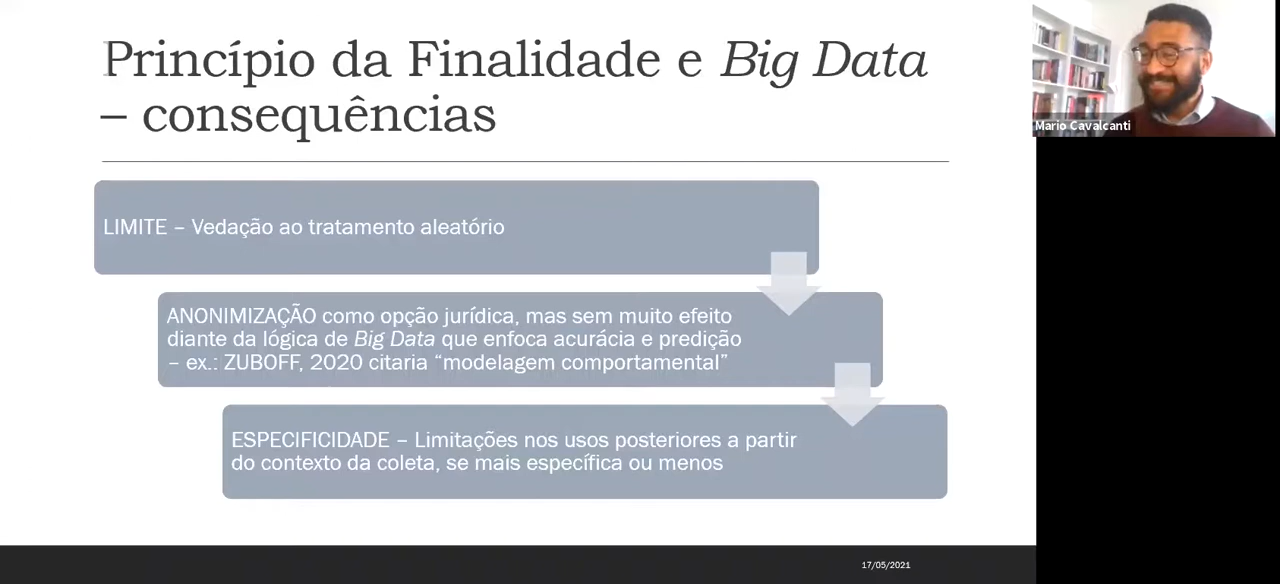 Princípio da Finalidade e Big Data
– consequências
Mario Cavalcanti
LIMITE – Vedação ao tratamento aleatório
ANONIMIZAÇÃO como opção jurídica, mas sem muito efeito
diante da lógica de Big Data que enfoca acurácia e predição
– ex.: ZUBOFF, 2020 citaria “modelagem comportamental”
ESPECIFICIDADE – Limitações nos usos posteriores a partir
do contexto da coleta, se mais específica ou menos
17/05/2021